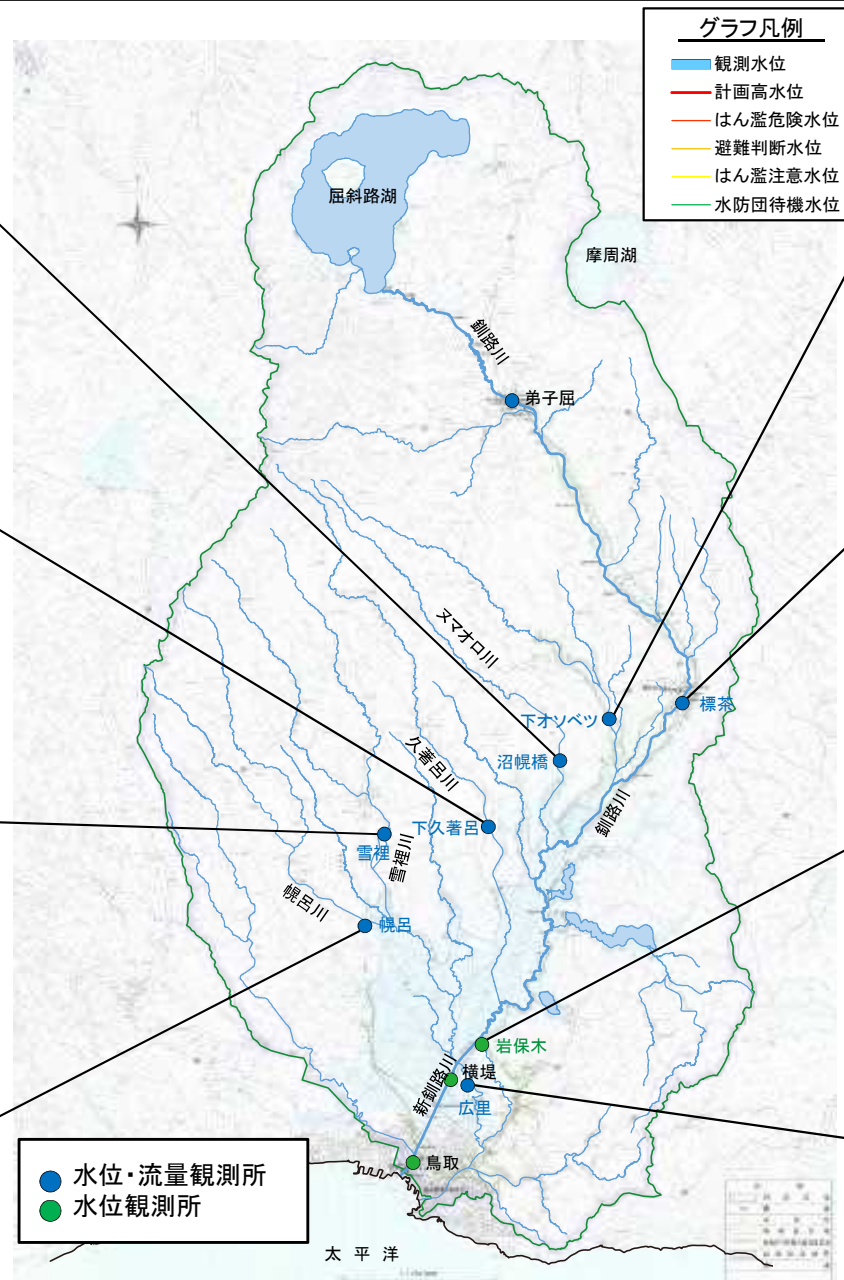 グラフ凡例
観測水位
計画高水位
はん濫危険水位
避難判断水位
はん濫注意水位
水防団待機水位
屈斜路湖
摩周湖
釧路川
弟子屈
ヌマオロ川
下オソベツ
標茶
沼幌橋
久著呂川
釧路川
下久著呂
雪裡
雪裡川
幌呂川
幌呂
岩保木
横堤
新釧路川
広里
鳥取
水位・流量観測所
水位観測所
太平洋